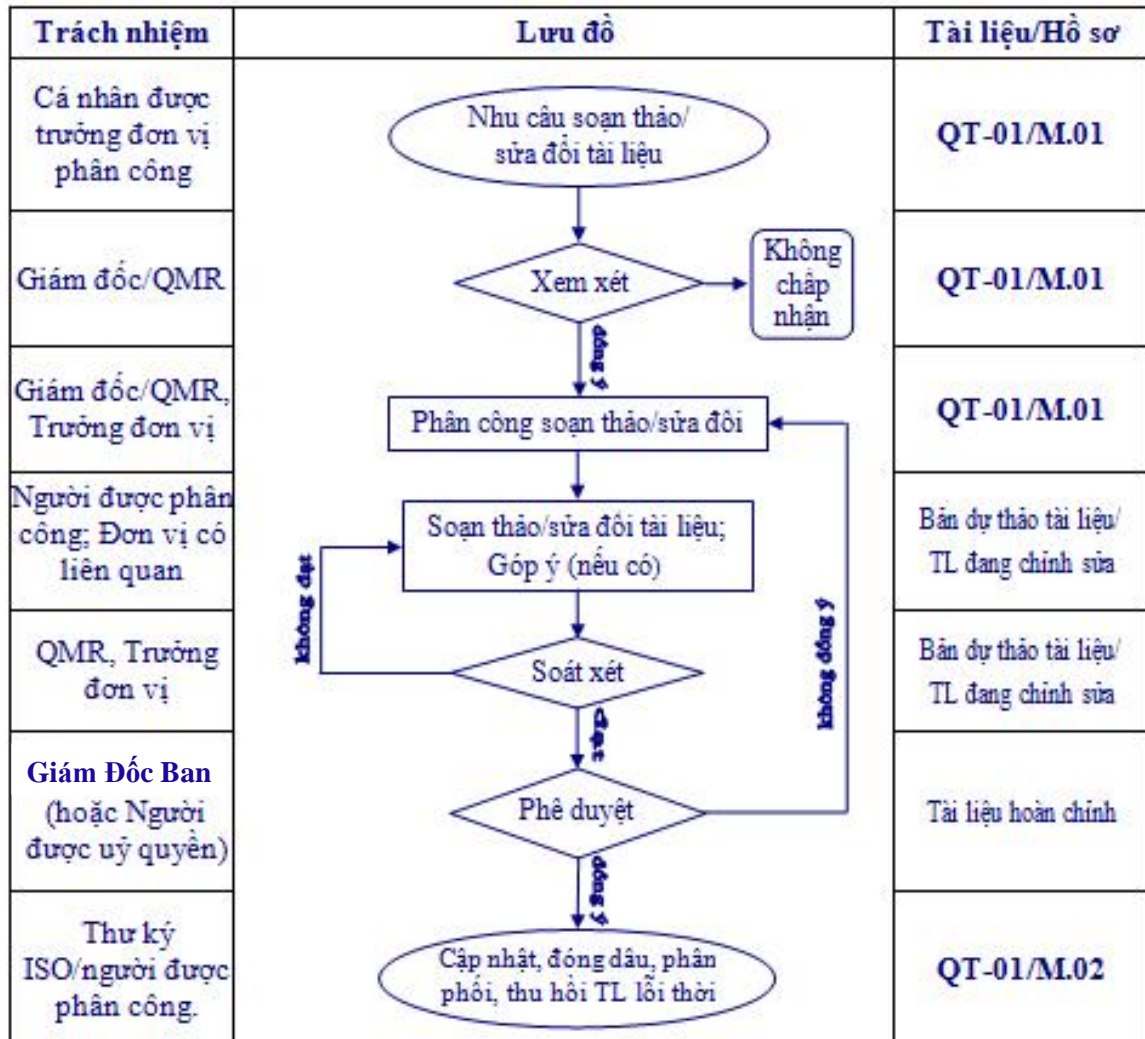 Trách nhiệm
Lưu đồ
Tài liệu/Hồ sơ
Cá nhân được
trưởng đơn vị
phân công
Nhu cầu soạn thảo/
sửa đổi tài liệu
QT-01/M.01
Giám đốc/QMR
Xem xét
Không
chấp
nhận
QT-01/M.01
đồng ý
Giám đốc/QMR,
Trưởng đơn vị
Phân công soạn thảo/sửa đổi
QT-01/M.01
Người được phân
công; Đơn vị có
liên quan
Soạn thảo/sửa đổi tài liệu;
Góp ý (nếu có)
Bản dự thảo tài liệu/
TL đang chỉnh sửa
không đạt
không đồng ý
QMR, Trưởng
đơn vị
Soát xét
Bản dự thảo tài liệu/
TL đang chỉnh sửa
đạt
Giám Đốc Ban
(hoặc Người
được uỷ quyền)
Phê duyệt
Tài liệu hoàn chỉnh
đồng ý
Thư ký
ISO/người được
phân công.
Cập nhật, đóng dấu, phân
phối, thu hồi TL lỗi thời
QT-01/M.02